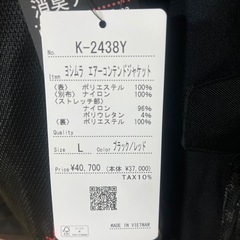 消臭
No. K-2438Y
Item ヨシムラ エアーコンテンドジャケット
(表) ポリエステル 100%
(別布) ナイロン 100%
(ストレッチ部)
ナイロン 96%
ポリウレタン 4%
(裏) ポリエステル 100%
Quality
Size L Color ブラック/レッド
Price ¥40,700 (本体 ¥37,000)
TAX10%
FSC
MADE IN VIETNAM